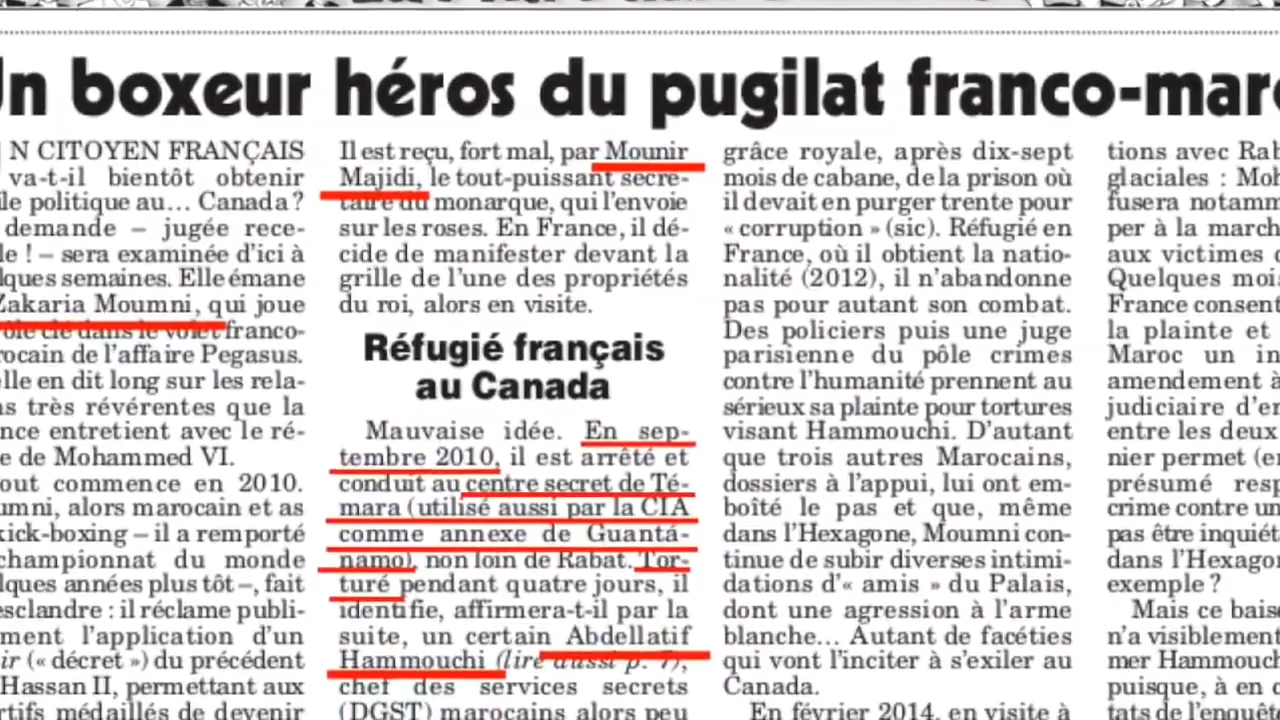 Un boxeur héros du pugilat franco-mar
N CITOYEN FRANÇAIS
va-t-il bientôt obtenir
ile politique au... Canada ?
demande – jugée rece-
le ! – sera examinée d'ici à
lques semaines. Elle émane
Zakaria Moumni, qui joue
rôle clé dans le volet franco-
rocain de l'affaire Pegasus.
elle en dit long sur les rela-
ns très révérentes que la
nce entretient avec le ré-
e de Mohammed VI.
out commence en 2010.
umni, alors marocain et as
kick-boxing – il a remporté
championnat du monde
lques années plus tôt –, fait
esclandre : il réclame publi-
ment l'application d'un
ir (« décret ») du précédent
Hassan II, permettant aux
rtifs médaillés de devenir
Il est reçu, fort mal, par Mounir
Majidi, le tout-puissant secré-
taire du monarque, qui l'envoie
sur les roses. En France, il dé-
cide de manifester devant la
grille de l'une des propriétés
du roi, alors en visite.
Réfugié français
au Canada
Mauvaise idée. En sep-
tembre 2010, il est arrêté et
conduit au centre secret de Té-
mara (utilisé aussi par la CIA
comme annexe de Guantá-
namo), non loin de Rabat. Tor-
turé pendant quatre jours, il
identifie, affirmera-t-il par la
suite, un certain Abdellatif
Hammouchi (lire aussi p. 7),
chef des services secrets
(DGST) marocains alors peu
grâce royale, après dix-sept
mois de cabane, de la prison où
il devait en purger trente pour
« corruption » (sic). Réfugié en
France, où il obtient la natio-
nalité (2012), il n'abandonne
pas pour autant son combat.
Des policiers puis une juge
parisienne du pôle crimes
contre l'humanité prennent au
sérieux sa plainte pour tortures
visant Hammouchi. D'autant
que trois autres Marocains,
dossiers à l'appui, lui ont em-
boîté le pas et que, même
dans l'Hexagone, Moumni con-
tinue de subir diverses intimi-
dations d'« amis » du Palais,
dont une agression à l'arme
blanche... Autant de facéties
qui vont l'inciter à s'exiler au
Canada.
En février 2014, en visite à
tions avec Rab
glaciales : Moh
fusera notamm
per à la march
aux victimes d
Quelques moi
France consent
la plainte et
Maroc un in
amendement à
judiciaire d'en
entre les deux
nier permet (en
présumé resp
crime contre un
pas être inquiét
dans l'Hexagon
exemple ?
Mais ce bais
n'a visiblement
mer Hammouch
puisque, à en c
tats de l'enquêt